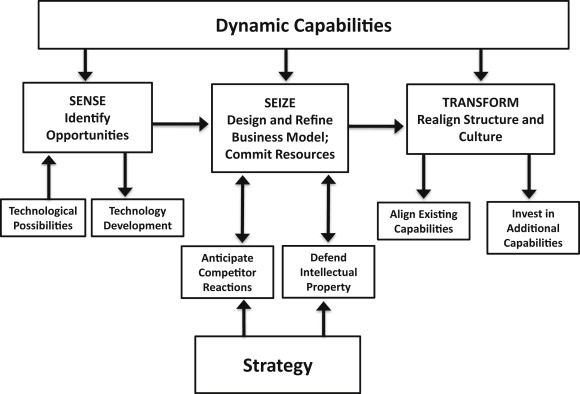 Dynamic Capabilities
SENSE
Identify
Opportunities
SEIZE
Design and Refine
Business Model;
Commit Resources
TRANSFORM
Realign Structure and
Culture
Technological
Possibilities
Technology
Development
Align Existing
Capabilities
Invest in
Additional
Capabilities
Anticipate
Competitor
Reactions
Defend
Intellectual
Property
Strategy